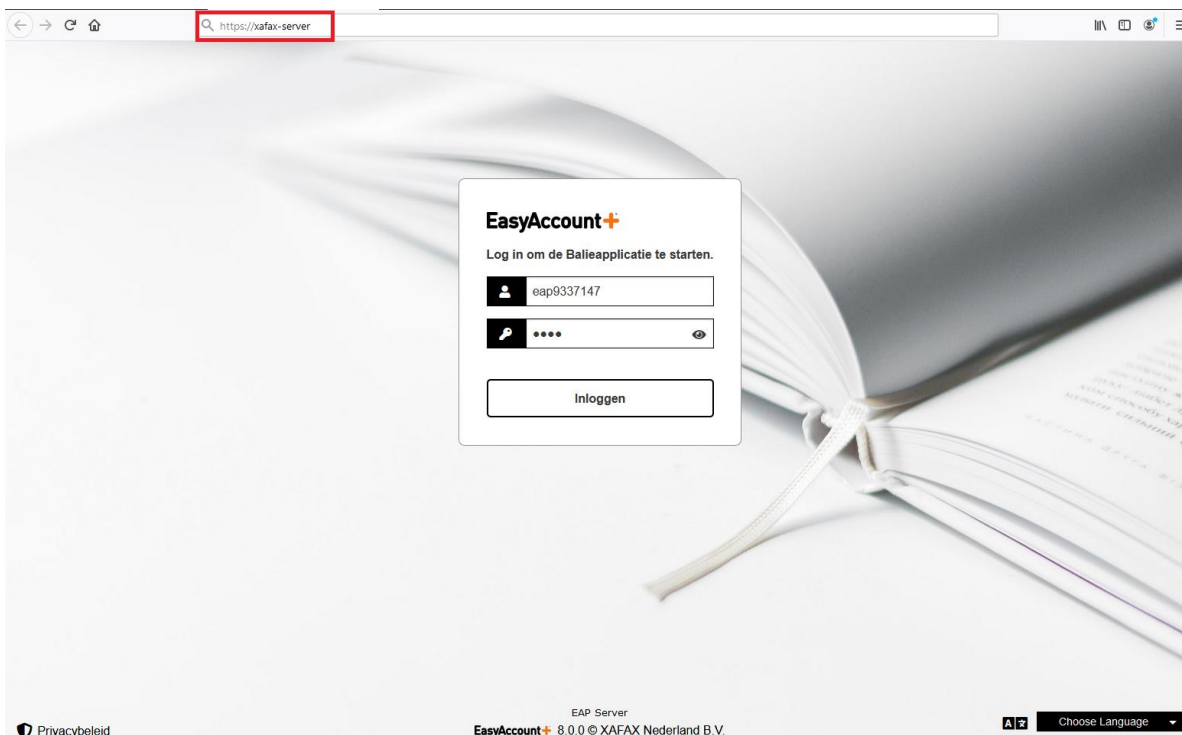 https://xafax-server
EasyAccount+
Log in om de Balieapplicatie te starten.
eap9337147
••••
Inloggen
EAP Server
Privacybeleid
EasyAccount+ 8.0.0 © XAFAX Nederland B.V.
Choose Language